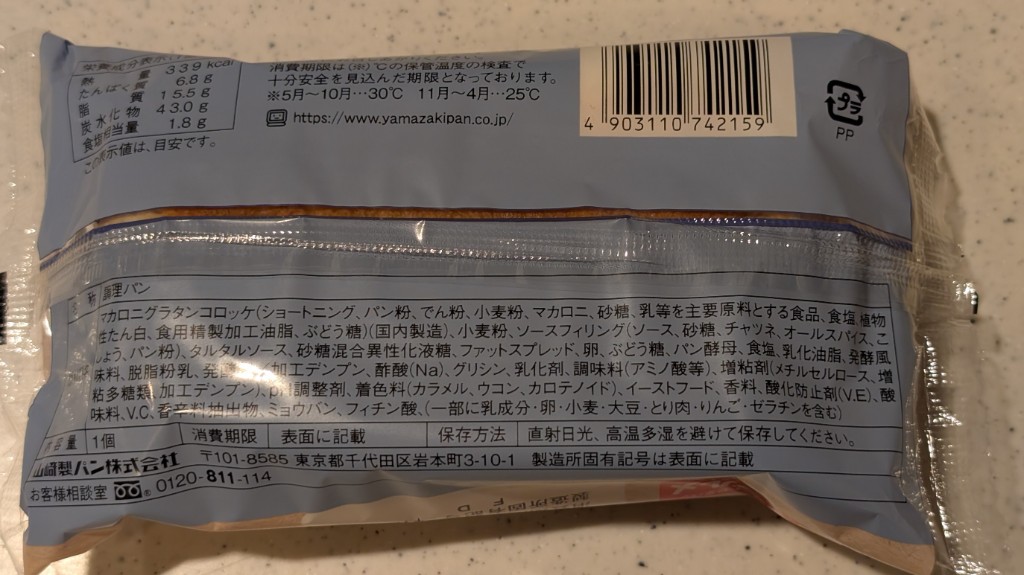 栄養成分表示
熱量 339 kcal
たんぱく質 6.8 g
脂質 15.5 g
炭水化物 43.0 g
食塩相当量 1.8 g
この表示値は、目安です。
消費期限は(※)℃の保管温度の検査で
十分安全を見込んだ期限となっております。
※5月〜10月…30℃ 11月〜4月…25℃
https://www.yamazakipan.co.jp/
4 903110 742159
PP
名称 調理パン
マカロニグラタンコロッケ(ショートニング、パン粉、でん粉、小麦粉、マカロニ、砂糖、乳等を主要原料とする食品、食塩、植物
性たん白、食用精製加工油脂、ぶどう糖)(国内製造)、小麦粉、ソースフィリング(ソース、砂糖、チャツネ、オールスパイス、こ
しょう、パン粉)、タルタルソース、砂糖混合異性化液糖、ファットスプレッド、卵、ぶどう糖、パン酵母、食塩、乳化油脂、発酵風
味料、脱脂粉乳、発酵 加工デンプン、酢酸(Na)、グリシン、乳化剤、調味料(アミノ酸等)、増粘剤(メチルセルロース、増
粘多糖類、加工デンプン)、pH調整剤、着色料(カラメル、ウコン、カロテノイド)、イーストフード、香料、酸化防止剤(V.E)、酸
味料、V.C、香辛料抽出物、ミョウバン、フィチン酸、(一部に乳成分・卵・小麦・大豆・とり肉・りんご・ゼラチンを含む)
内容量 1個 消費期限 表面に記載 保存方法 直射日光、高温多湿を避けて保存してください。
山崎製パン株式会社 〒101-8585 東京都千代田区岩本町3-10-1 製造所固有記号は表面に記載
お客様相談室 0120-811-114
製造所固有